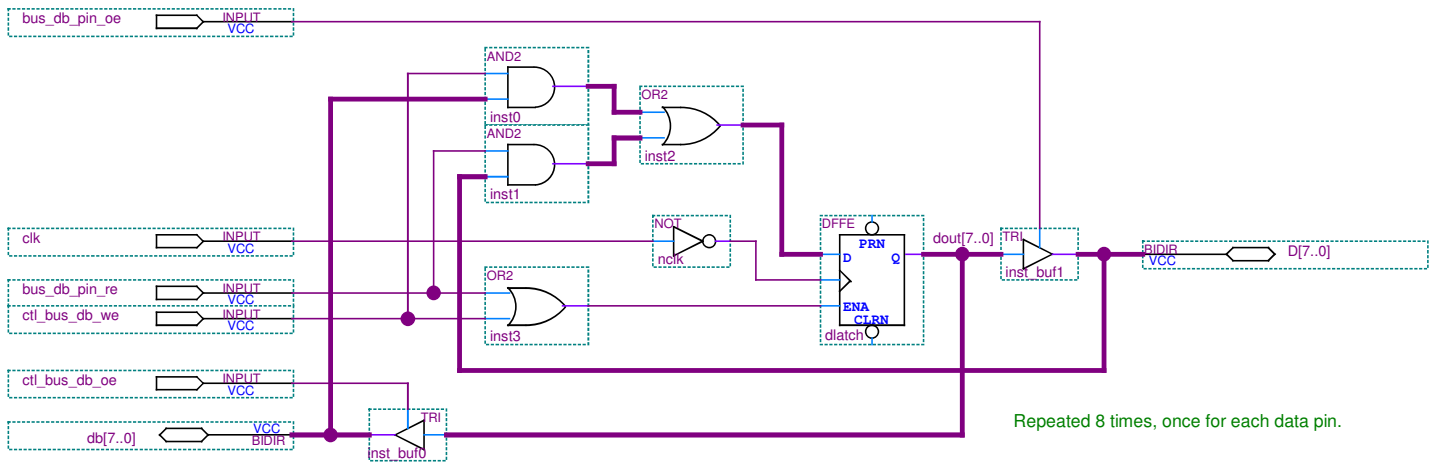 bus_db_pin_oe
INPUT
VCC
AND2
inst0
OR2
inst2
AND2
inst1
clk
INPUT
VCC
NOT
nclk
DFFE
PRN
D
Q
ENA
CLRN
dlatch
dout[7..0]
TRI
inst_buf1
BIDIR
VCC
D[7..0]
bus_db_pin_re
INPUT
VCC
ctl_bus_db_we
INPUT
VCC
OR2
inst3
ctl_bus_db_oe
INPUT
VCC
TRI
inst_buf0
db[7..0]
VCC
BIDIR
Repeated 8 times, once for each data pin.